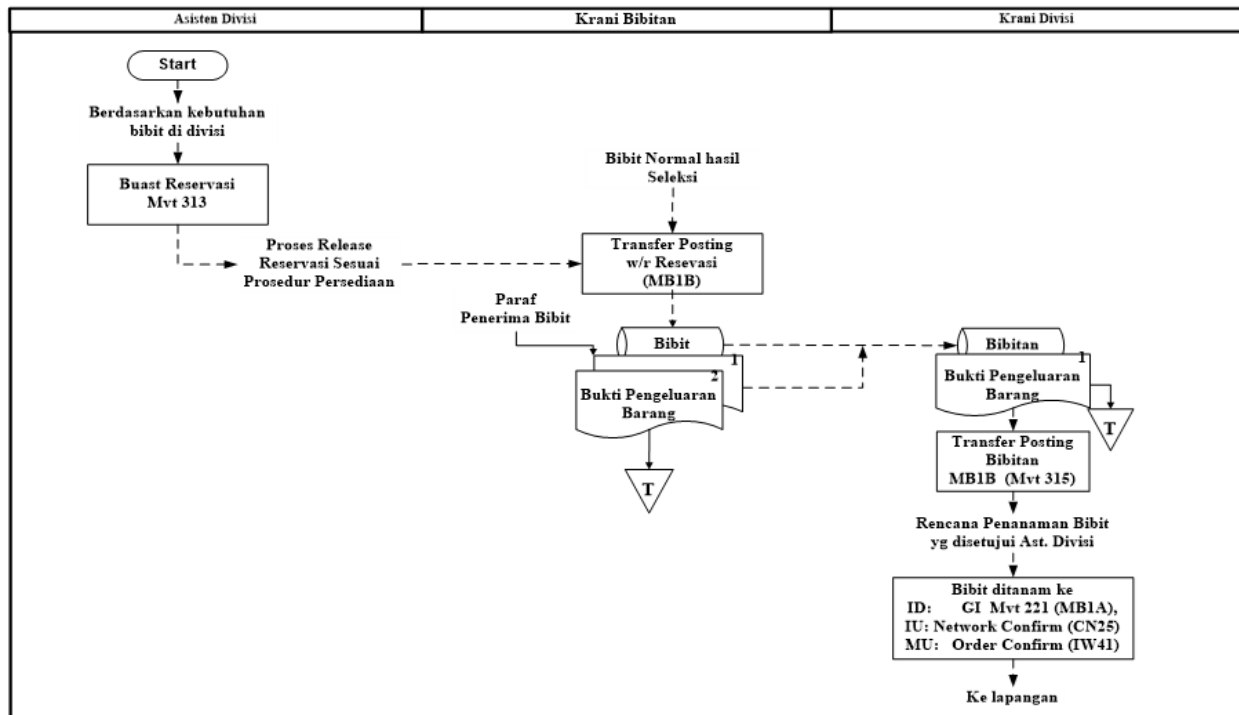 Asisten Divisi
Krani Bibitan
Krani Divisi
Start
Berdasarkan kebutuhan
bibit di divisi
Buast Reservasi
Mvt 313
Proses Release
Reservasi Sesuai
Prosedur Persediaan
Bibit Normal hasil
Seleksi
Transfer Posting
w/r Resevasi
(MB1B)
Paraf
Penerima Bibit
Bibit
1
2
Bukti Pengeluaran
Barang
T
Bibitan
1
Bukti Pengeluaran
Barang
T
Transfer Posting
Bibitan
MB1B (Mvt 315)
Rencana Penanaman Bibit
yg disetujui Ast. Divisi
Bibit ditanam ke
ID: GI Mvt 221 (MB1A),
IU: Network Confirm (CN25)
MU: Order Confirm (IW41)
Ke lapangan